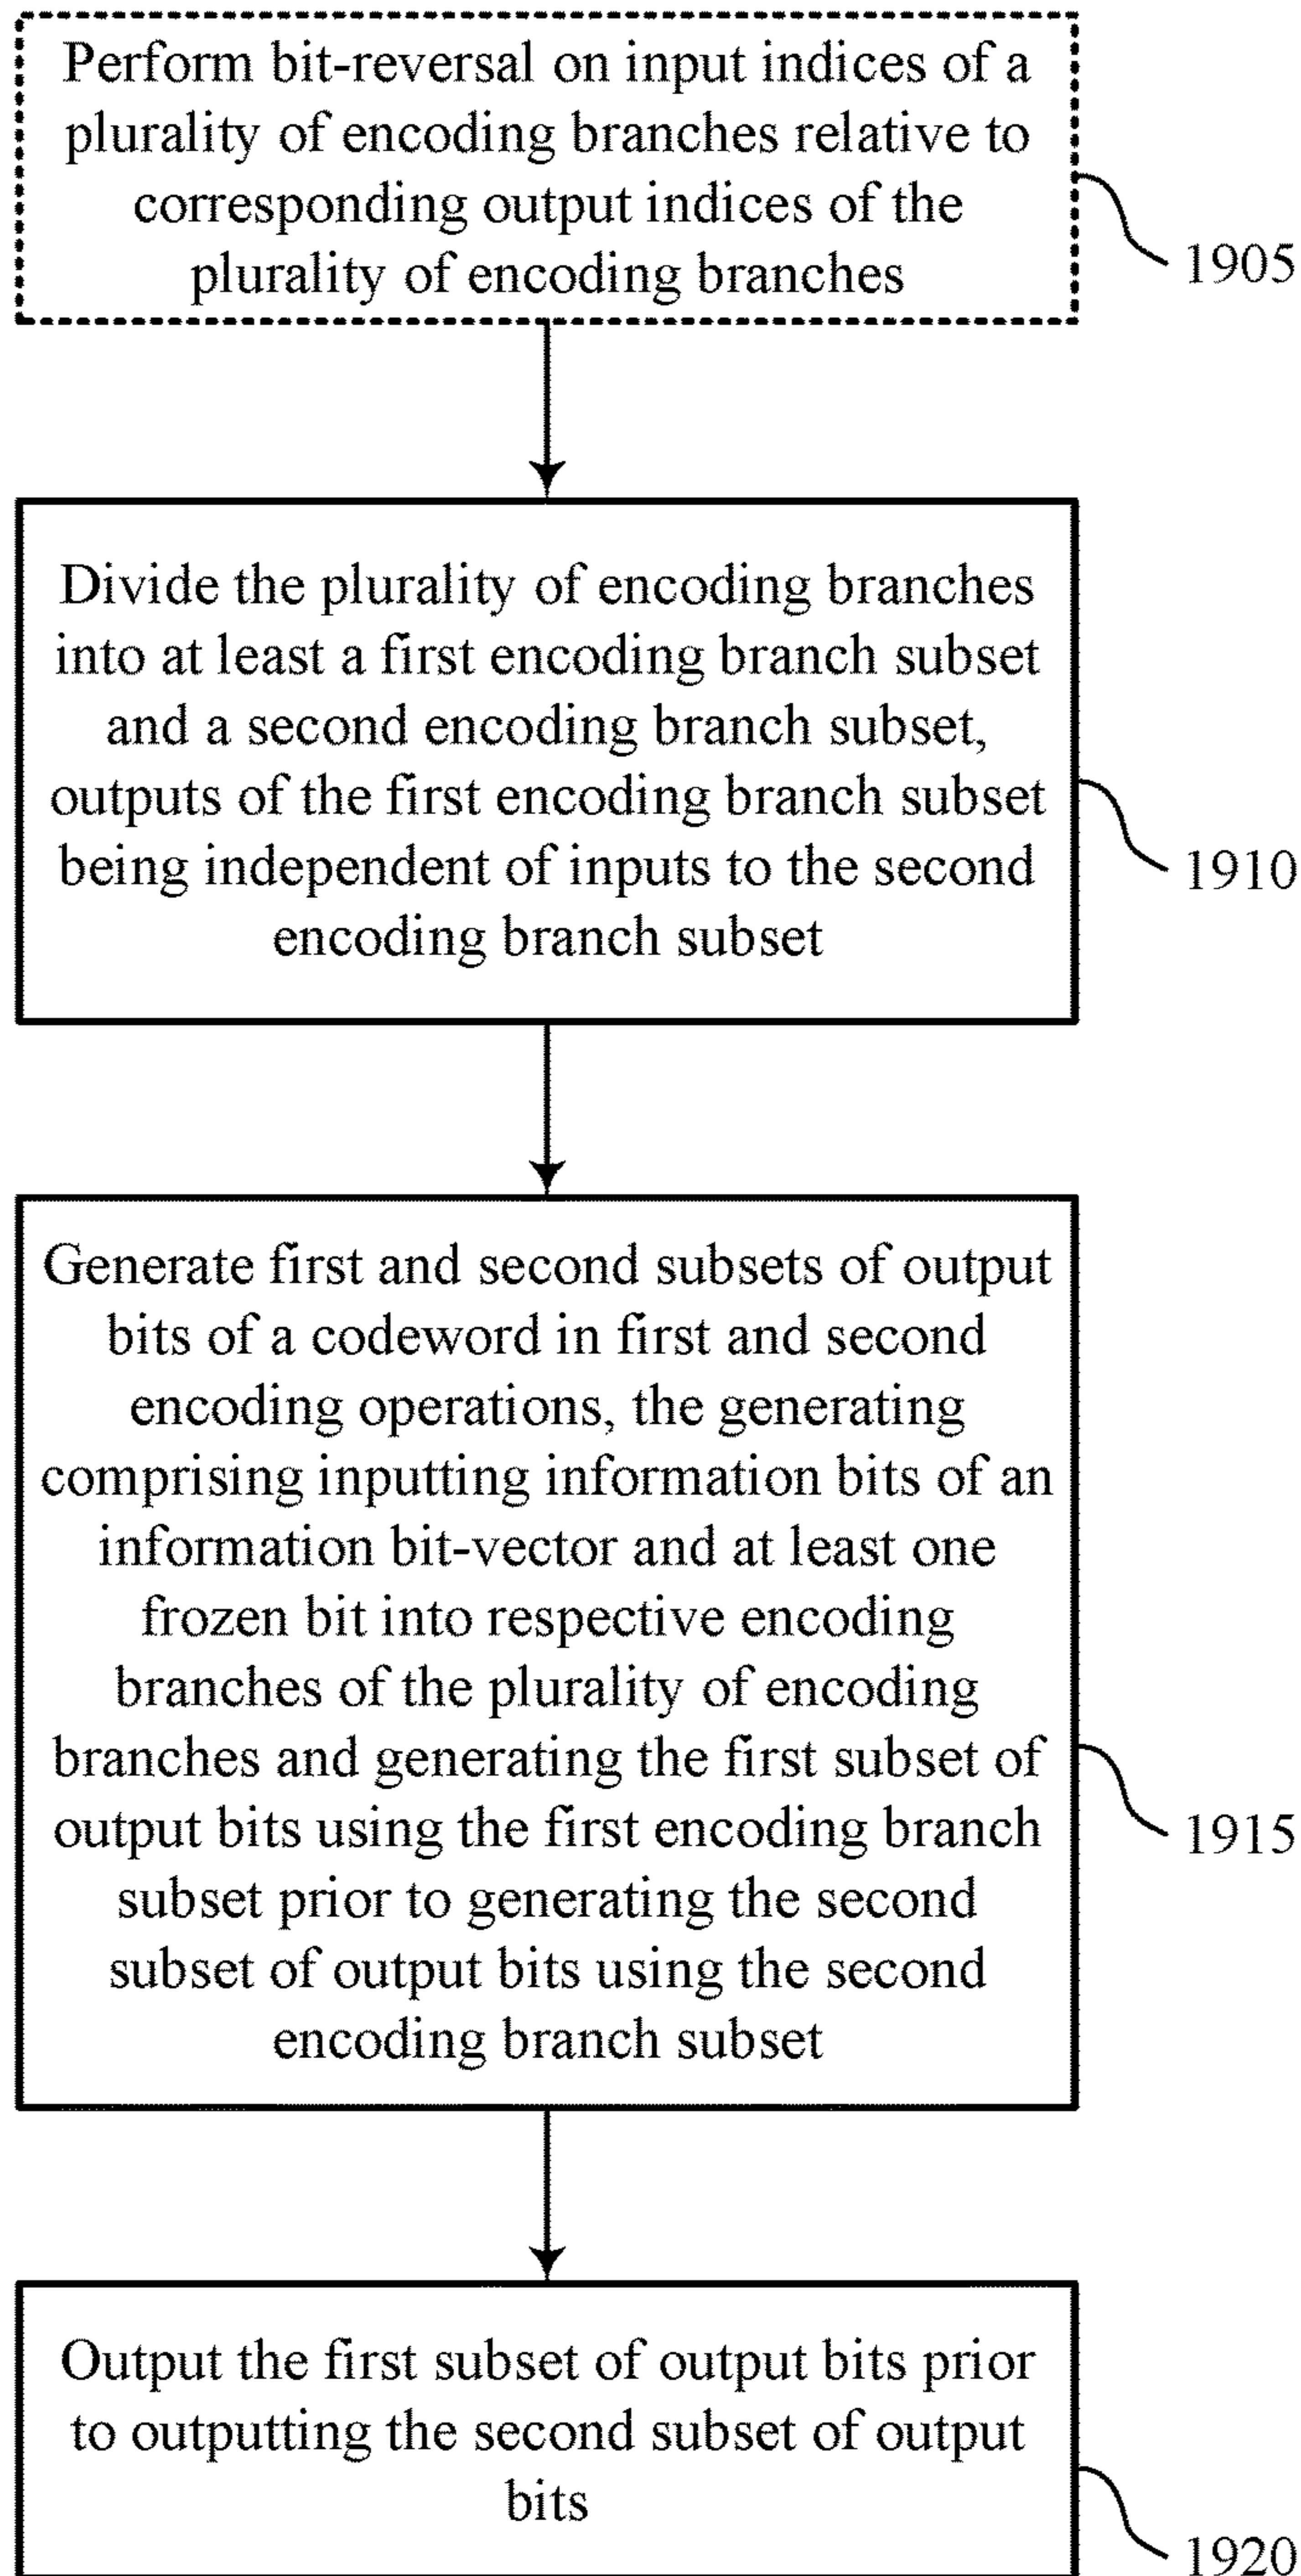 Perform bit-reversal on input indices of a
plurality of encoding branches relative to
corresponding output indices of the
plurality of encoding branches
1905
Divide the plurality of encoding branches
into at least a first encoding branch subset
and a second encoding branch subset,
outputs of the first encoding branch subset
being independent of inputs to the second
encoding branch subset
1910
Generate first and second subsets of output
bits of a codeword in first and second
encoding operations, the generating
comprising inputting information bits of an
information bit-vector and at least one
frozen bit into respective encoding
branches of the plurality of encoding
branches and generating the first subset of
output bits using the first encoding branch
subset prior to generating the second
subset of output bits using the second
encoding branch subset
1915
Output the first subset of output bits prior
to outputting the second subset of output
bits
1920